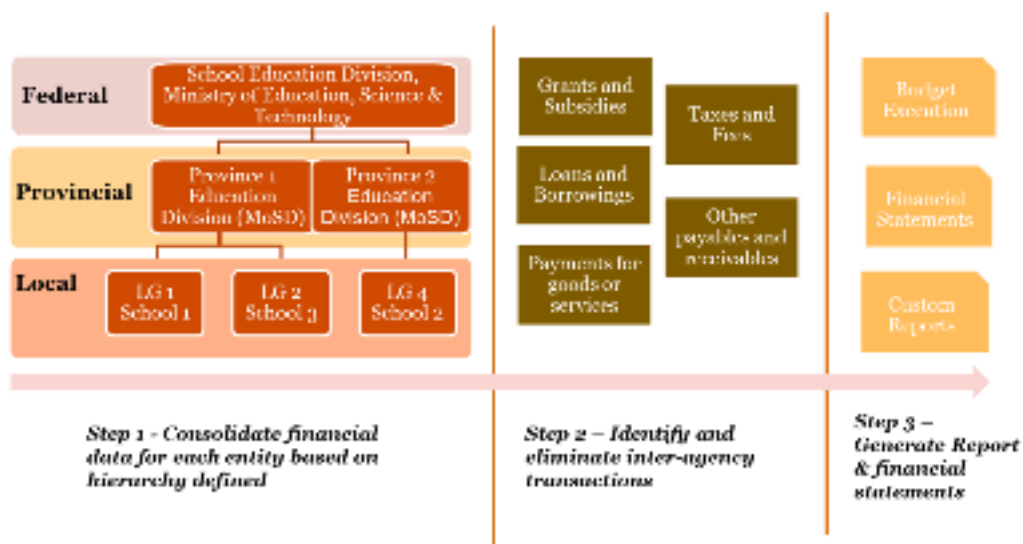 Federal
School Education Division,
Ministry of Education, Science &
Technology
Provincial
Province 1
Education
Division (MoSD)
Province 2
Education
Division (MoSD)
Local
LG 1
School 1
LG 2
School 3
LG 4
School 2
Grants and
Subsidies
Taxes and
Fees
Loans and
Borrowings
Other
payables and
receivables
Payments for
goods or
services
Budget
Execution
Financial
Statements
Custom
Reports
Step 1 - Consolidate financial
data for each entity based on
hierarchy defined
Step 2 – Identify and
eliminate inter-agency
transactions
Step 3 –
Generate Report
& financial
statements